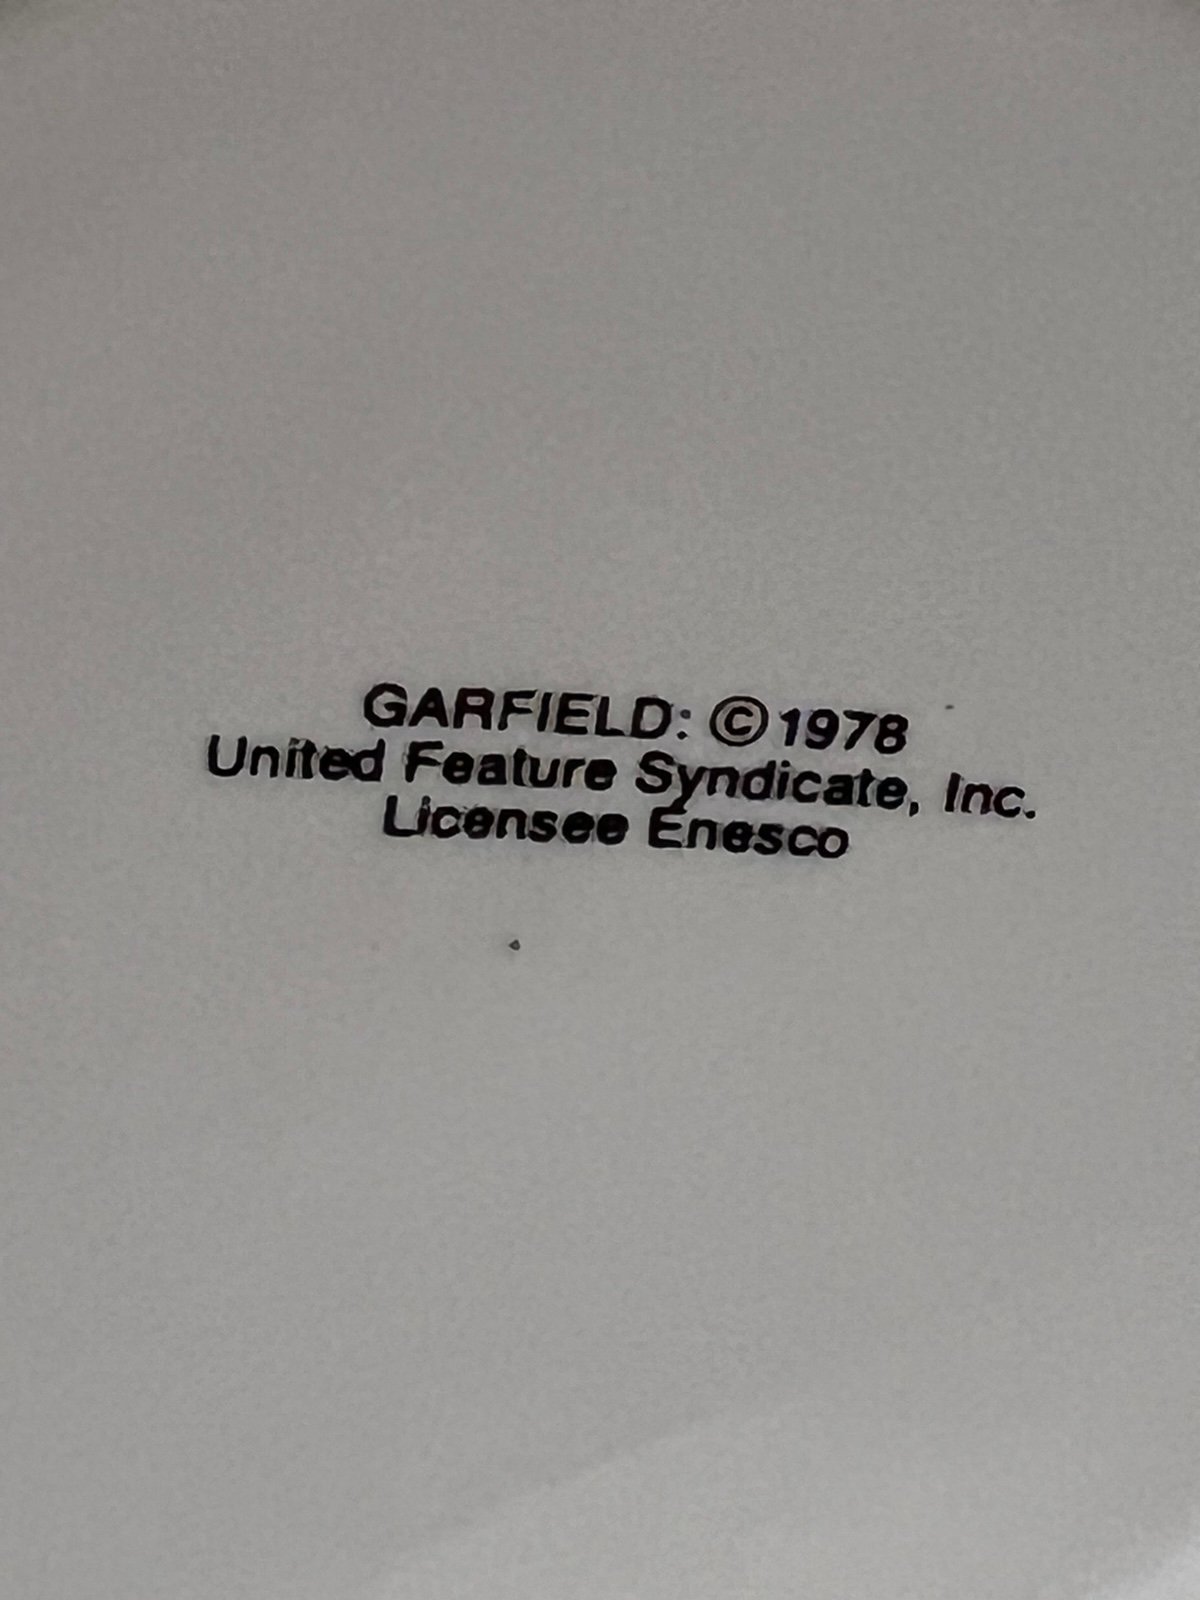 GARFIELD: ©1978
United Feature Syndicate, Inc.
Licensee Enesco